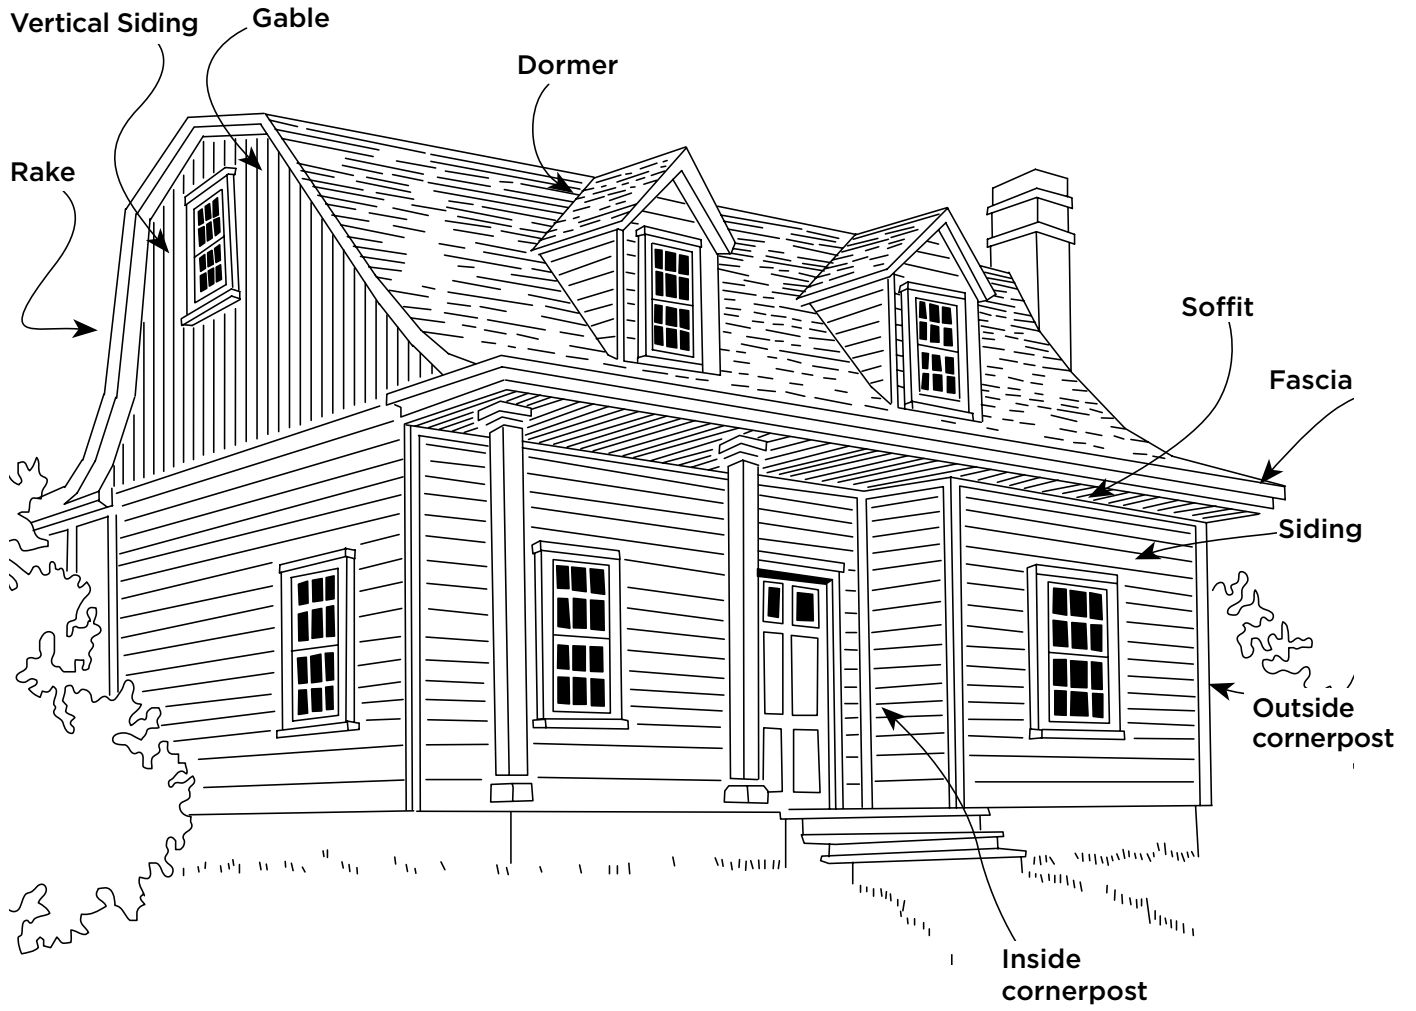 Vertical Siding
Gable
Dormer
Rake
Soffit
Fascia
Siding
Outside
cornerpost
Inside
cornerpost